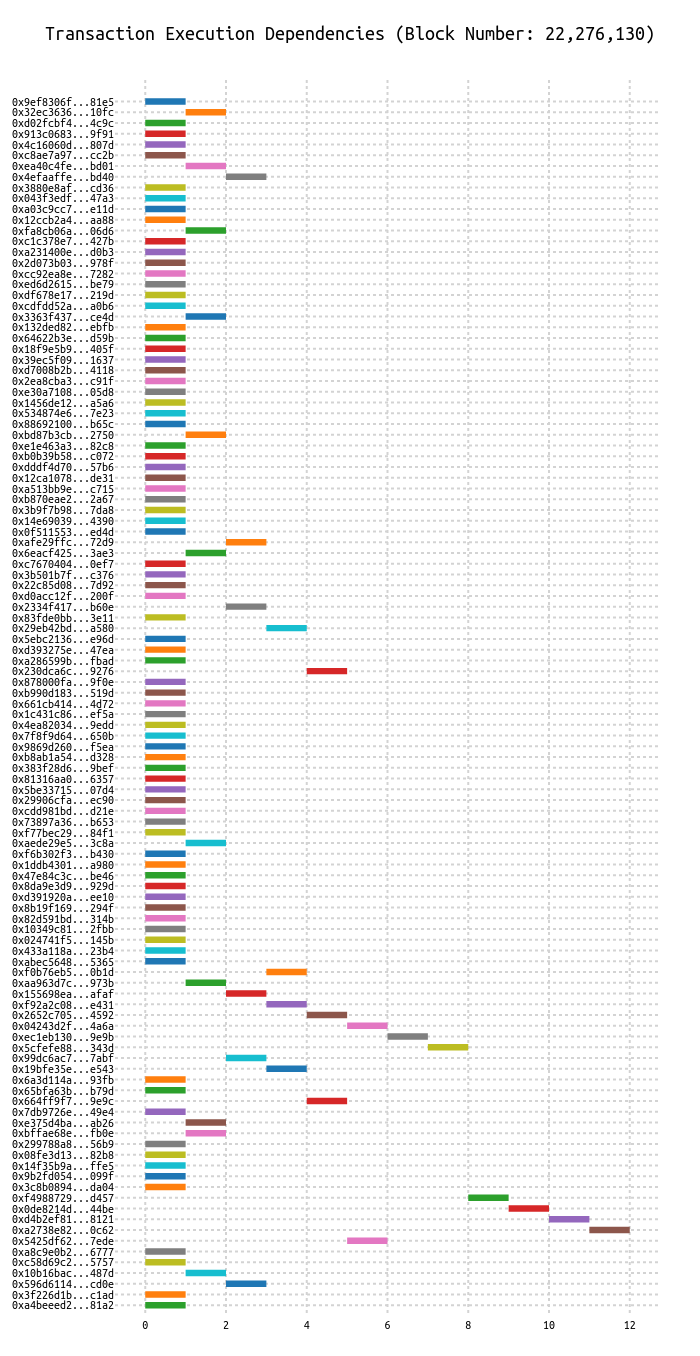 Transaction Execution Dependencies (Block Number: 22,276,130)
0x9ef8306f...81e5
0x32ec3636...10fc
0xd02fcbf4...4c9c
0x913c0683...9f91
0x4c16060d...807d
0xc8ae7a97...cc2b
0xea40c4fe...bd01
0x4efaaffe...bd40
0x3880e8af...cd36
0x043f3edf...47a3
0xa03c9cc7...e11d
0x12ccb2a4...aa88
0xfa8cb06a...06d6
0xc1c378e7...427b
0xa231400e...d0b3
0x2d073b03...978f
0xcc92ea8e...7282
0xed6d2615...be79
0xdf678e17...219d
0xcdfdd52a...a0b6
0x3363f437...ce4d
0x132ded82...ebfb
0x64622b3e...d59b
0x18f9e5b9...405f
0x39ec5f09...1637
0xd7008b2b...4118
0x2ea8cba3...c91f
0xe30a7108...05d8
0x1456de12...a5a6
0x534874e6...7e23
0x88692100...b65c
0xbd87b3cb...2750
0xe1e463a3...82c8
0xb0b39b58...c072
0xdddf4d70...57b6
0x12ca1078...de31
0xa513bb9e...c715
0xb870eae2...2a67
0x3b9f7b98...7da8
0x14e69039...4390
0x0f511553...ed4d
0xafe29ffc...72d9
0x6eacf425...3ae3
0xc7670404...0ef7
0x3b501b7f...c376
0x22c85d08...7d92
0xd0acc12f...200f
0x2334f417...b60e
0x83fde0bb...3e11
0x29eb42bd...a580
0x5ebc2136...e96d
0xd393275e...47ea
0xa286599b...fbad
0x230dca6c...9276
0x878000fa...9f0e
0xb990d183...519d
0x661cb414...4d72
0x1c431c86...ef5a
0x4ea82034...9edd
0x7f8f9d64...650b
0x9869d260...f5ea
0xb8ab1a54...d328
0x383f28d6...9bef
0x81316aa0...6357
0x5be33715...07d4
0x29906cfa...ec90
0xcdd981bd...d21e
0x73897a36...b653
0xf77bec29...84f1
0xaede29e5...3c8a
0xf6b302f3...b430
0x1ddb4301...a980
0x47e84c3c...be46
0x8da9e3d9...929d
0xd391920a...ee10
0x8b19f169...294f
0x82d591bd...314b
0x10349c81...2fbb
0x024741f5...145b
0x433a118a...23b4
0xabec5648...5365
0xf0b76eb5...0b1d
0xaa963d7c...973b
0x155698ea...afaf
0xf92a2c08...e431
0x2652c705...4592
0x04243d2f...4a6a
0xec1eb130...9e9b
0x5cfefe88...343d
0x99dc6ac7...7abf
0x19bfe35e...e543
0x6a3d114a...93fb
0x65bfa63b...b79d
0x664ff9f7...9e9c
0x7db9726e...49e4
0xe375d4ba...ab26
0xbffae68e...fb0e
0x299788a8...56b9
0x08fe3d13...82b8
0x14f35b9a...ffe5
0x9b2fd054...099f
0x3c8b0894...da04
0xf4988729...d457
0x0de8214d...44be
0xd4b2ef81...8121
0xa2738e82...0c62
0x5425df62...7ede
0xa8c9e0b2...6777
0xc58d69c2...5757
0x10b16bac...487d
0x596d6114...cd0e
0x3f226d1b...c1ad
0xa4beeed2...81a2
0 2 4 6 8 10 12